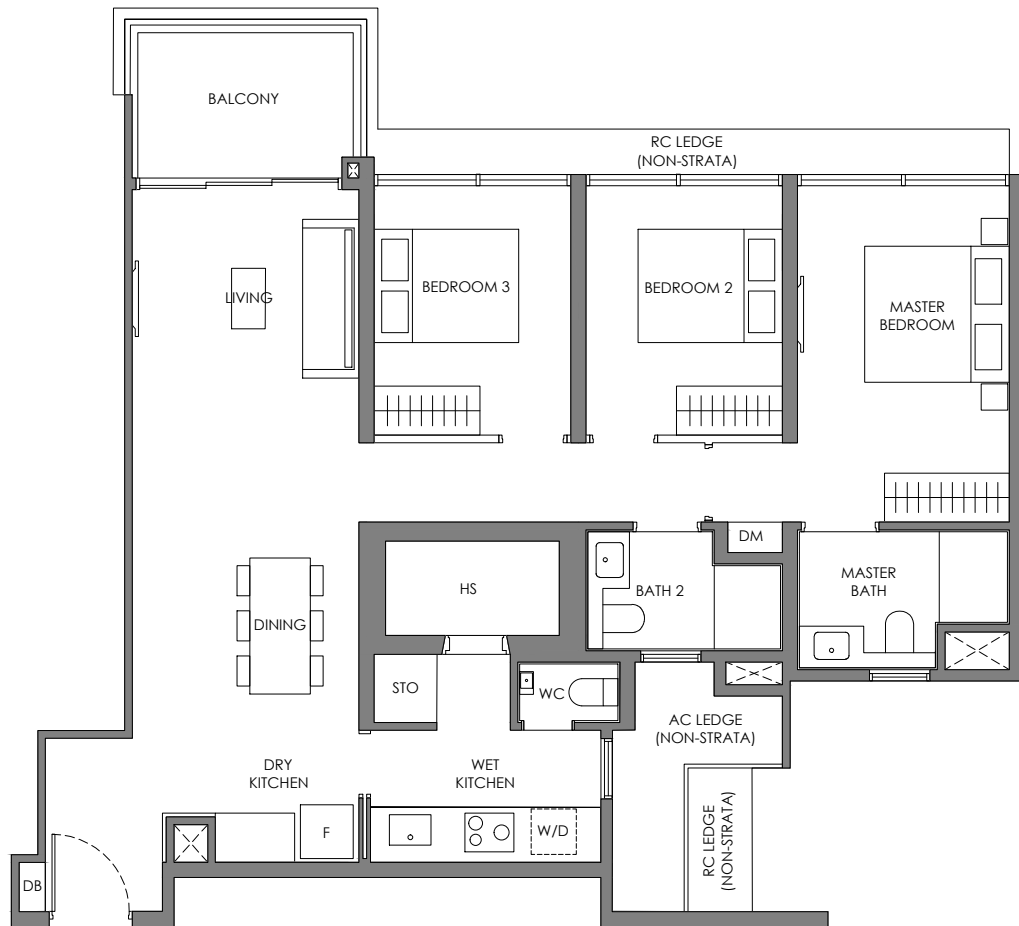 BALCONY
RC LEDGE
(NON-STRATA)
LIVING
BEDROOM 3
BEDROOM 2
MASTER
BEDROOM
DM
HS
BATH 2
MASTER
BATH
DINING
STO
WC
AC LEDGE
(NON-STRATA)
DRY
KITCHEN
WET
KITCHEN
F
W/D
RC LEDGE
(NON-STRATA)
DB